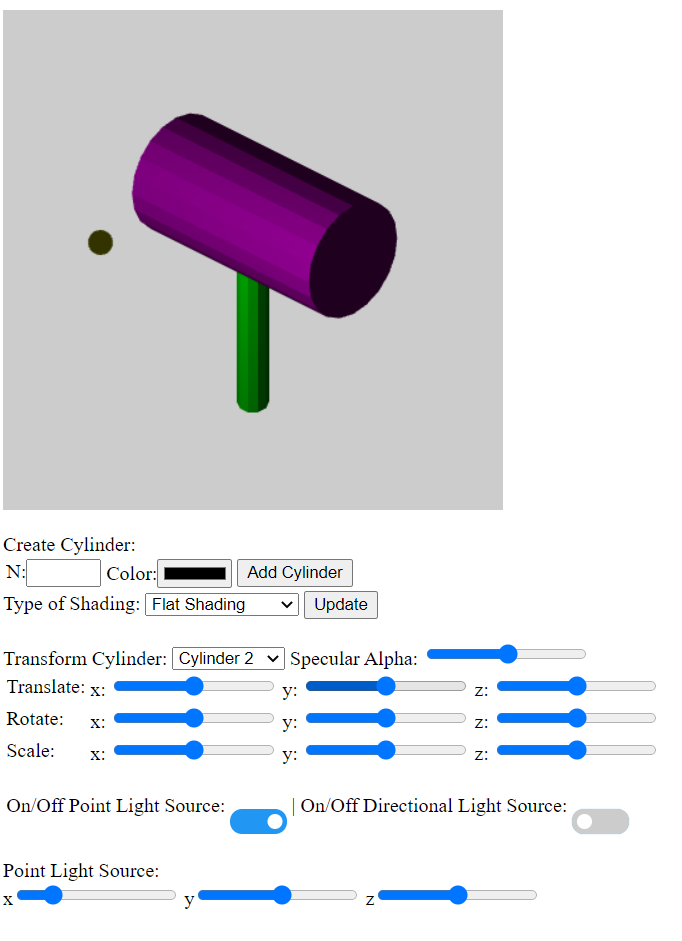 Create Cylinder:
N: Color: Add Cylinder
Type of Shading: Flat Shading Update
Transform Cylinder: Cylinder 2 Specular Alpha:
Translate: x: y: z:
Rotate: x: y: z:
Scale: x: y: z:
On/Off Point Light Source: | On/Off Directional Light Source:
Point Light Source:
x y z